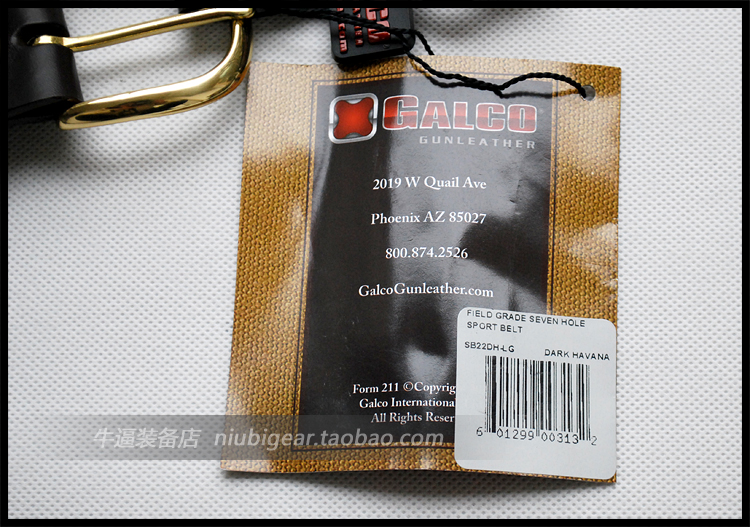 GALCO
GUNLEATHER
2019 W Quail Ave
Phoenix AZ 85027
800.874.2526
GalcoGunleather.com
Form 211 ©Copyrig
Galco International
All Rights Reser
FIELD GRADE SEVEN HOLE
SPORT BELT
SB22DH-LG DARK HAVANA
6 01299 00313 2
牛逼装备店 niubigear.taobao.com